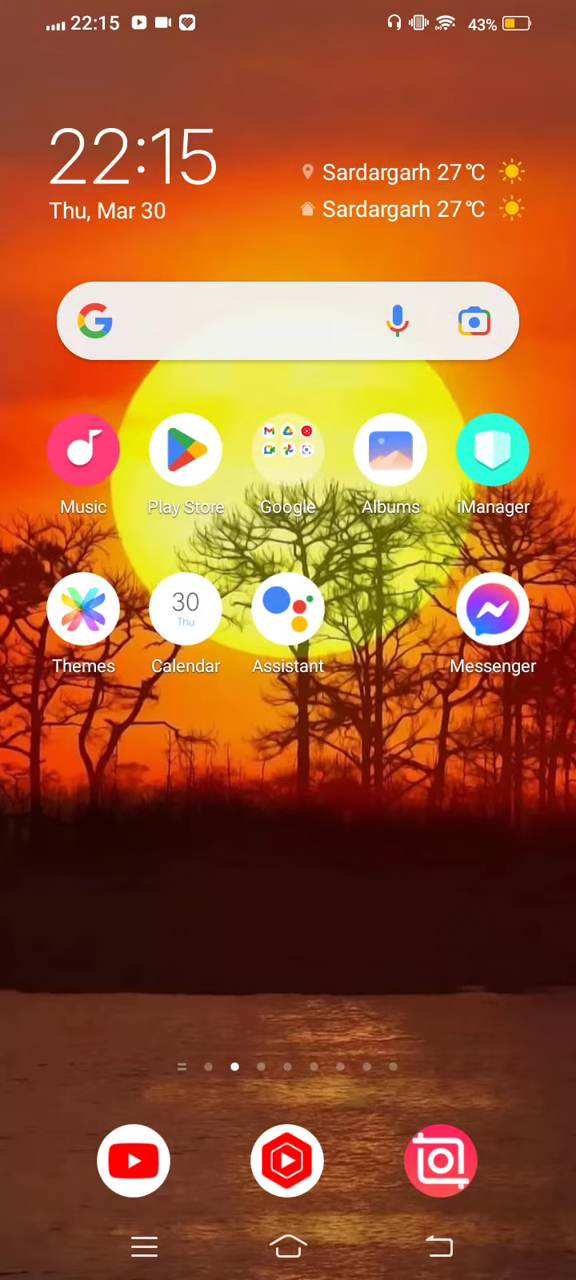 22:15
43%
22:15
Thu, Mar 30
Sardargarh 27°C
Sardargarh 27°C
Music
Play Store
Google
Albums
iManager
30
Thu
Themes
Calendar
Assistant
Messenger